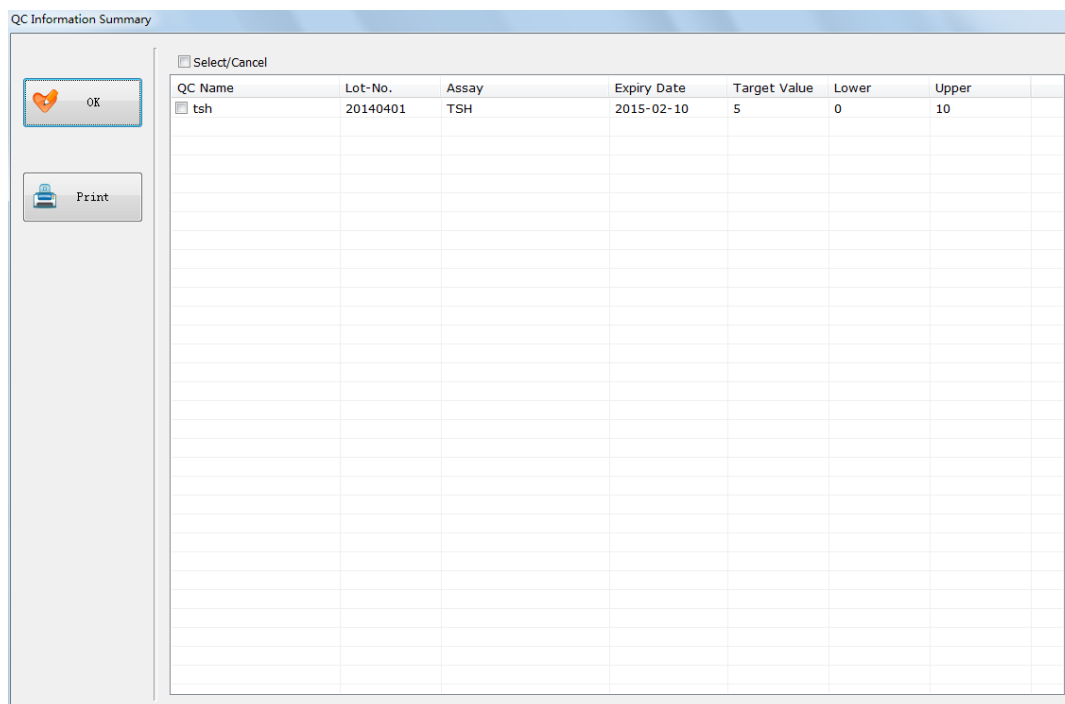 QC Information Summary
Select/Cancel
OK
Print
QC Name Lot-No. Assay Expiry Date Target Value Lower Upper
tsh 20140401 TSH 2015-02-10 5 0 10